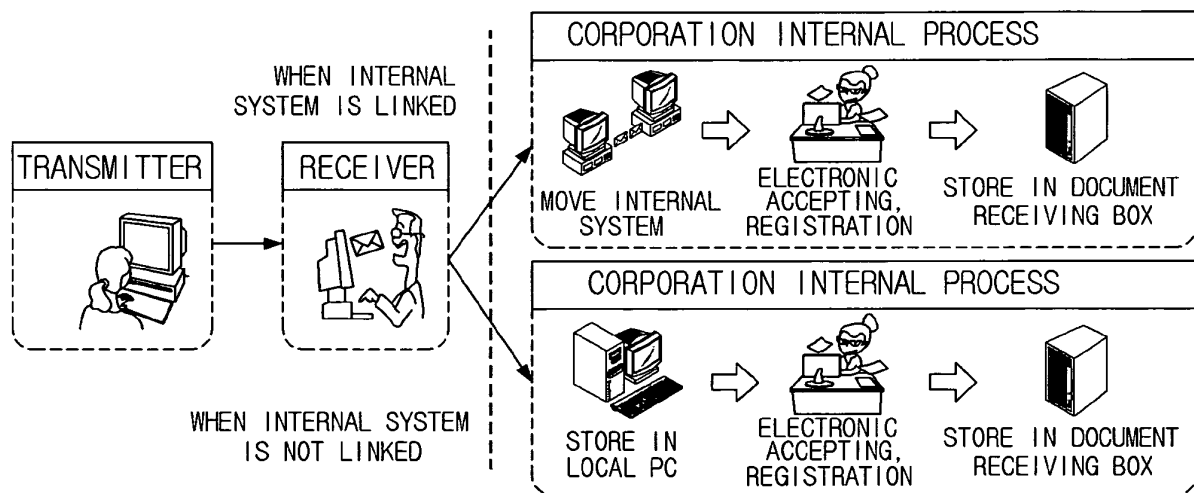 WHEN INTERNAL
SYSTEM IS LINKED
TRANSMITTER
RECEIVER
WHEN INTERNAL SYSTEM
IS NOT LINKED
CORPORATION INTERNAL PROCESS
MOVE INTERNAL
SYSTEM
ELECTRONIC
ACCEPTING,
REGISTRATION
STORE IN DOCUMENT
RECEIVING BOX
CORPORATION INTERNAL PROCESS
STORE IN
LOCAL PC
ELECTRONIC
ACCEPTING,
REGISTRATION
STORE IN DOCUMENT
RECEIVING BOX